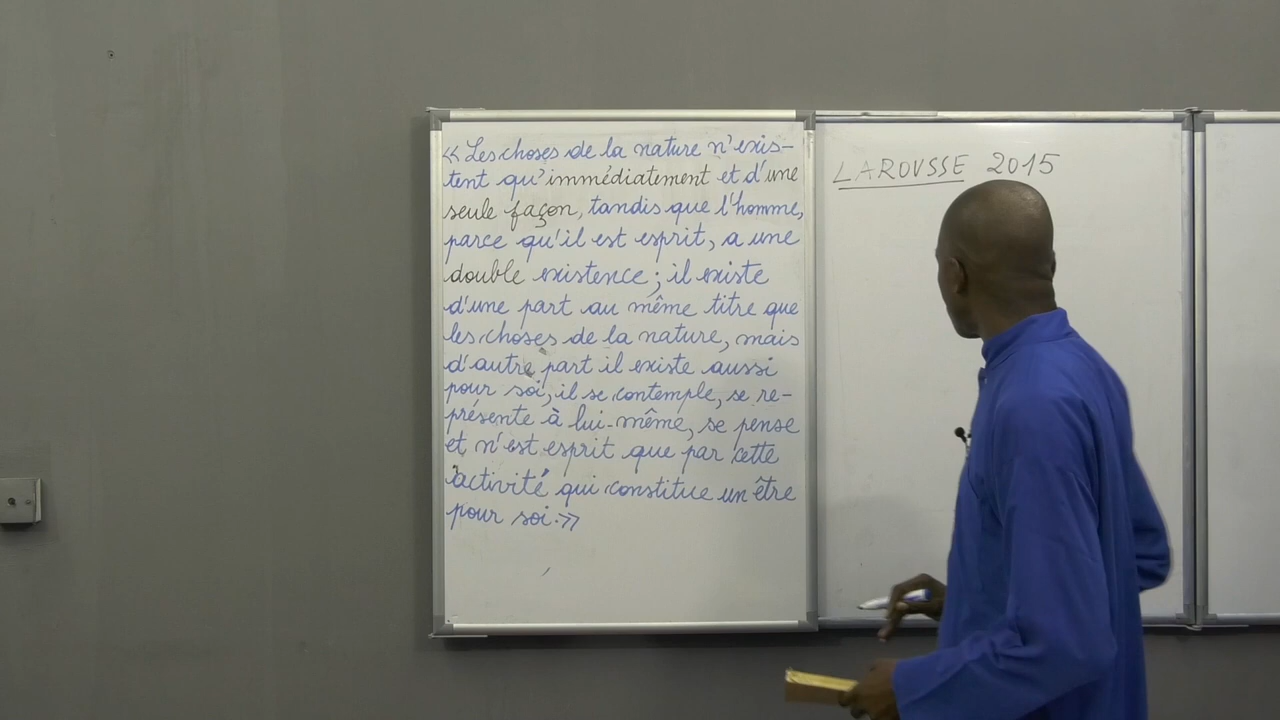 « Les choses de la nature n'exis-
tent qu'immédiatement et d'une
seule façon, tandis que l'homme,
parce qu'il est esprit, a une
double existence ; il existe
d'une part au même titre que
les choses de la nature, mais
d'autre part il existe aussi
pour soi, il se contemple, se re-
présente à lui-même, se pense
et n'est esprit que par cette
activité qui constitue un être
pour soi. »
LAROUSSE 2015